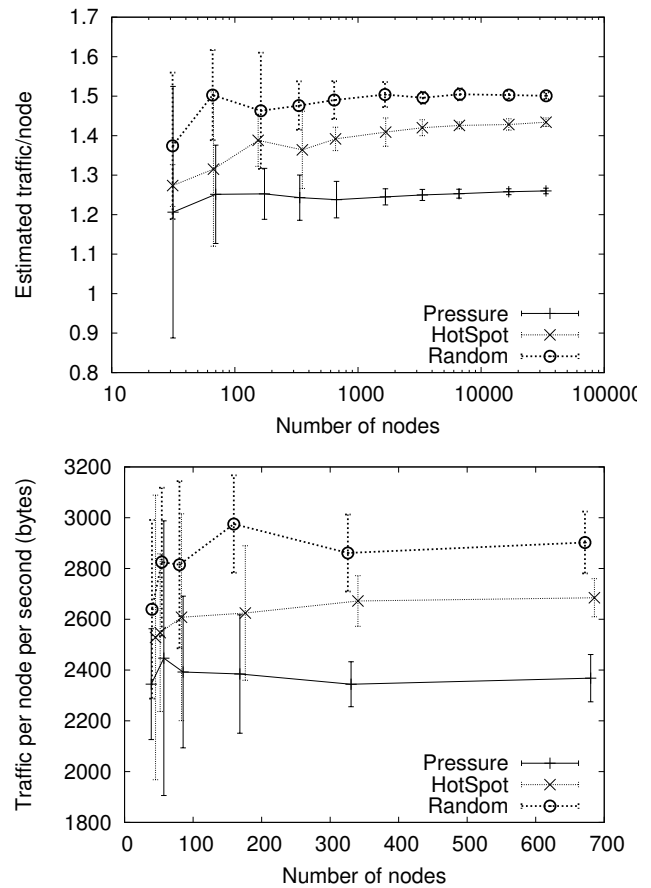 1.7
1.6
1.5
1.4
1.3
1.2
1.1
1
0.9
0.8
Estimated traffic/node
Pressure
HotSpot
Random
10 100 1000 10000 100000
Number of nodes
3200
3000
2800
2600
2400
2200
2000
1800
Traffic per node per second (bytes)
Pressure
HotSpot
Random
0 100 200 300 400 500 600 700
Number of nodes